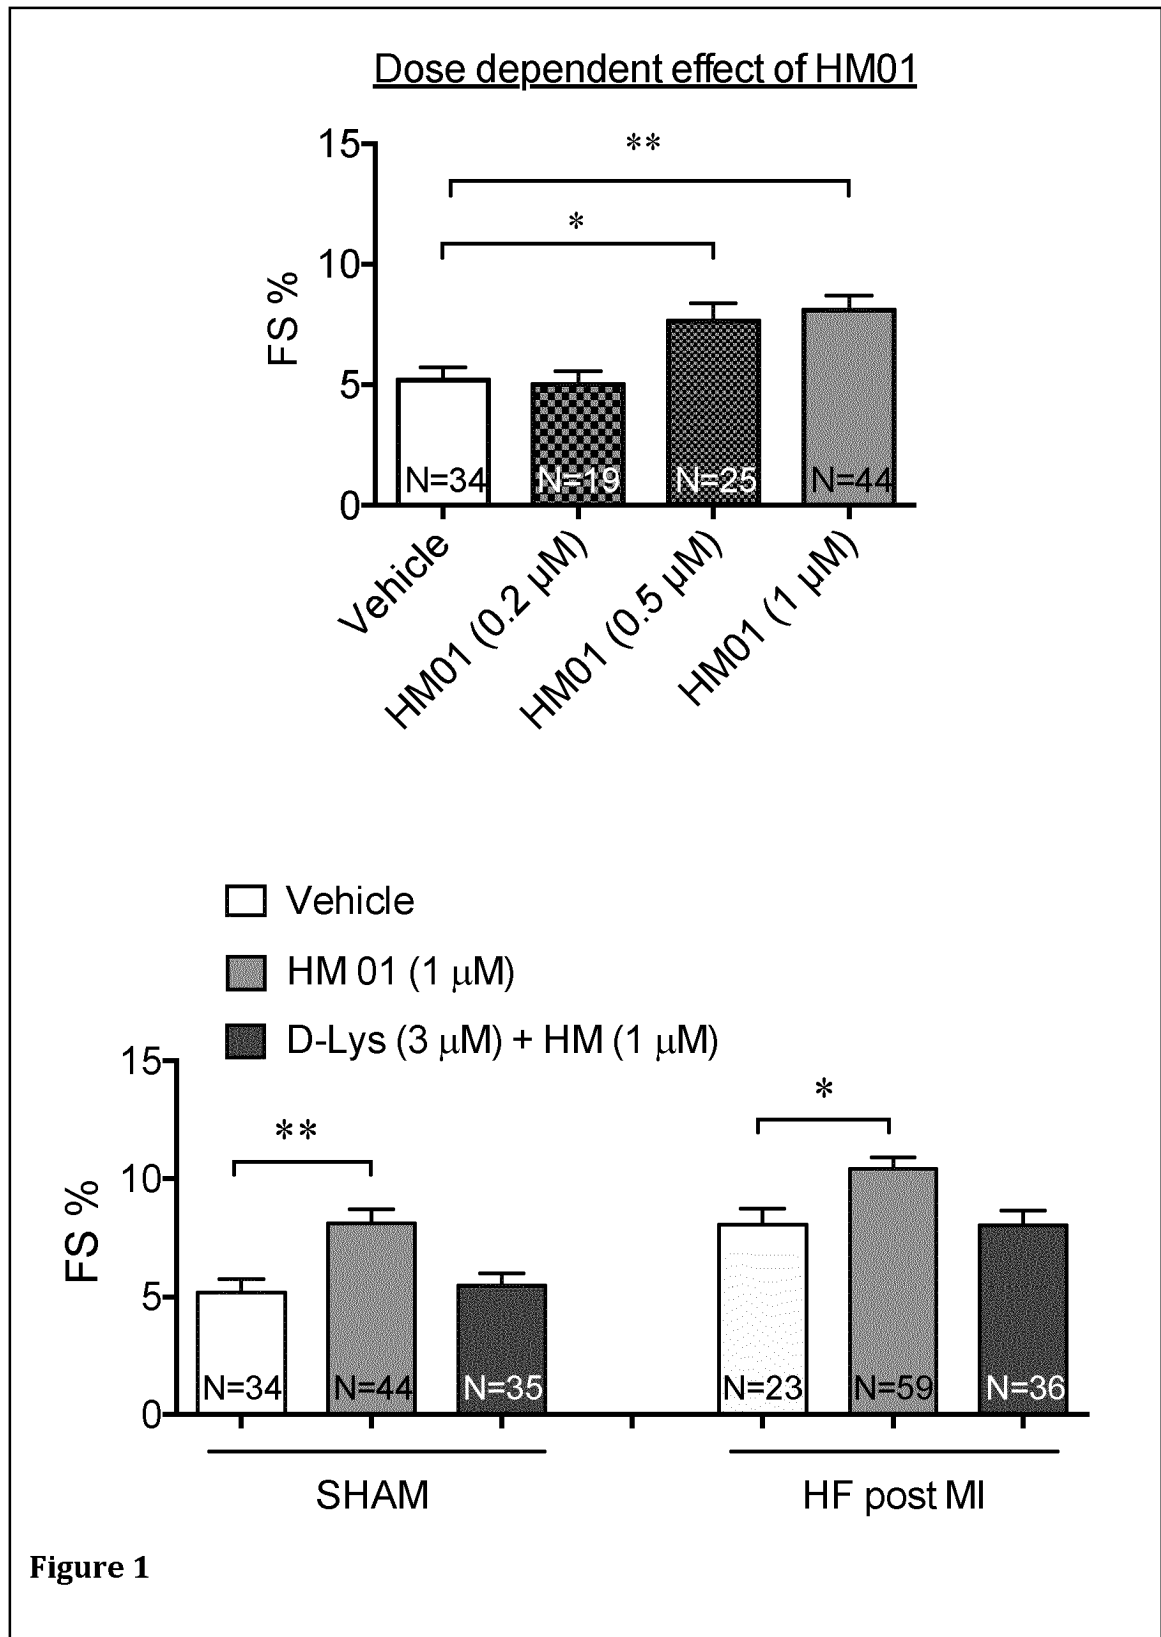 Dose dependent effect of HM01
15
**
*
10
FS %
5
N=34 N=19 N=25 N=44
0
Vehicle
HM01 (0.2 µM)
HM01 (0.5 µM)
HM01 (1 µM)
Vehicle
HM 01 (1 µM)
D-Lys (3 µM) + HM (1 µM)
15
*
**
10
FS %
5
N=34 N=44 N=35 N=23 N=59 N=36
0
SHAM HF post MI
Figure 1